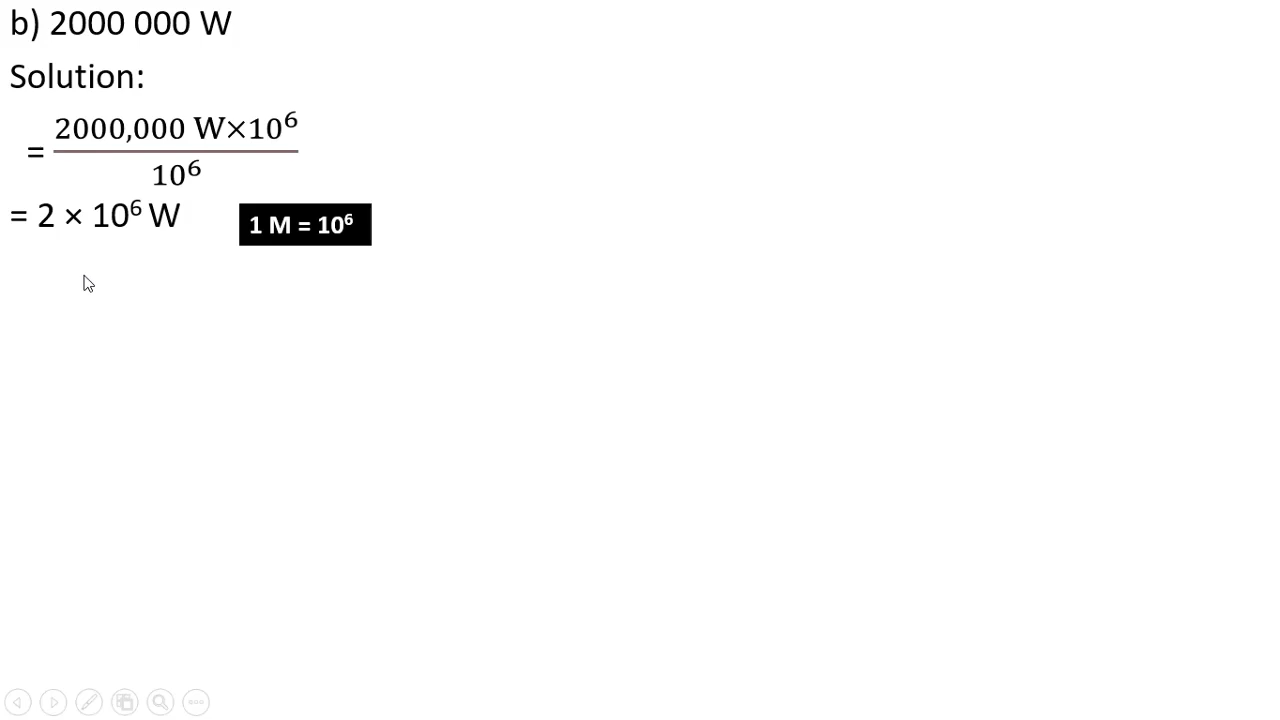 b) 2000 000 W
Solution:
= 2000,000 W×10⁶
10⁶
= 2 × 10⁶ W
1 M = 10⁶